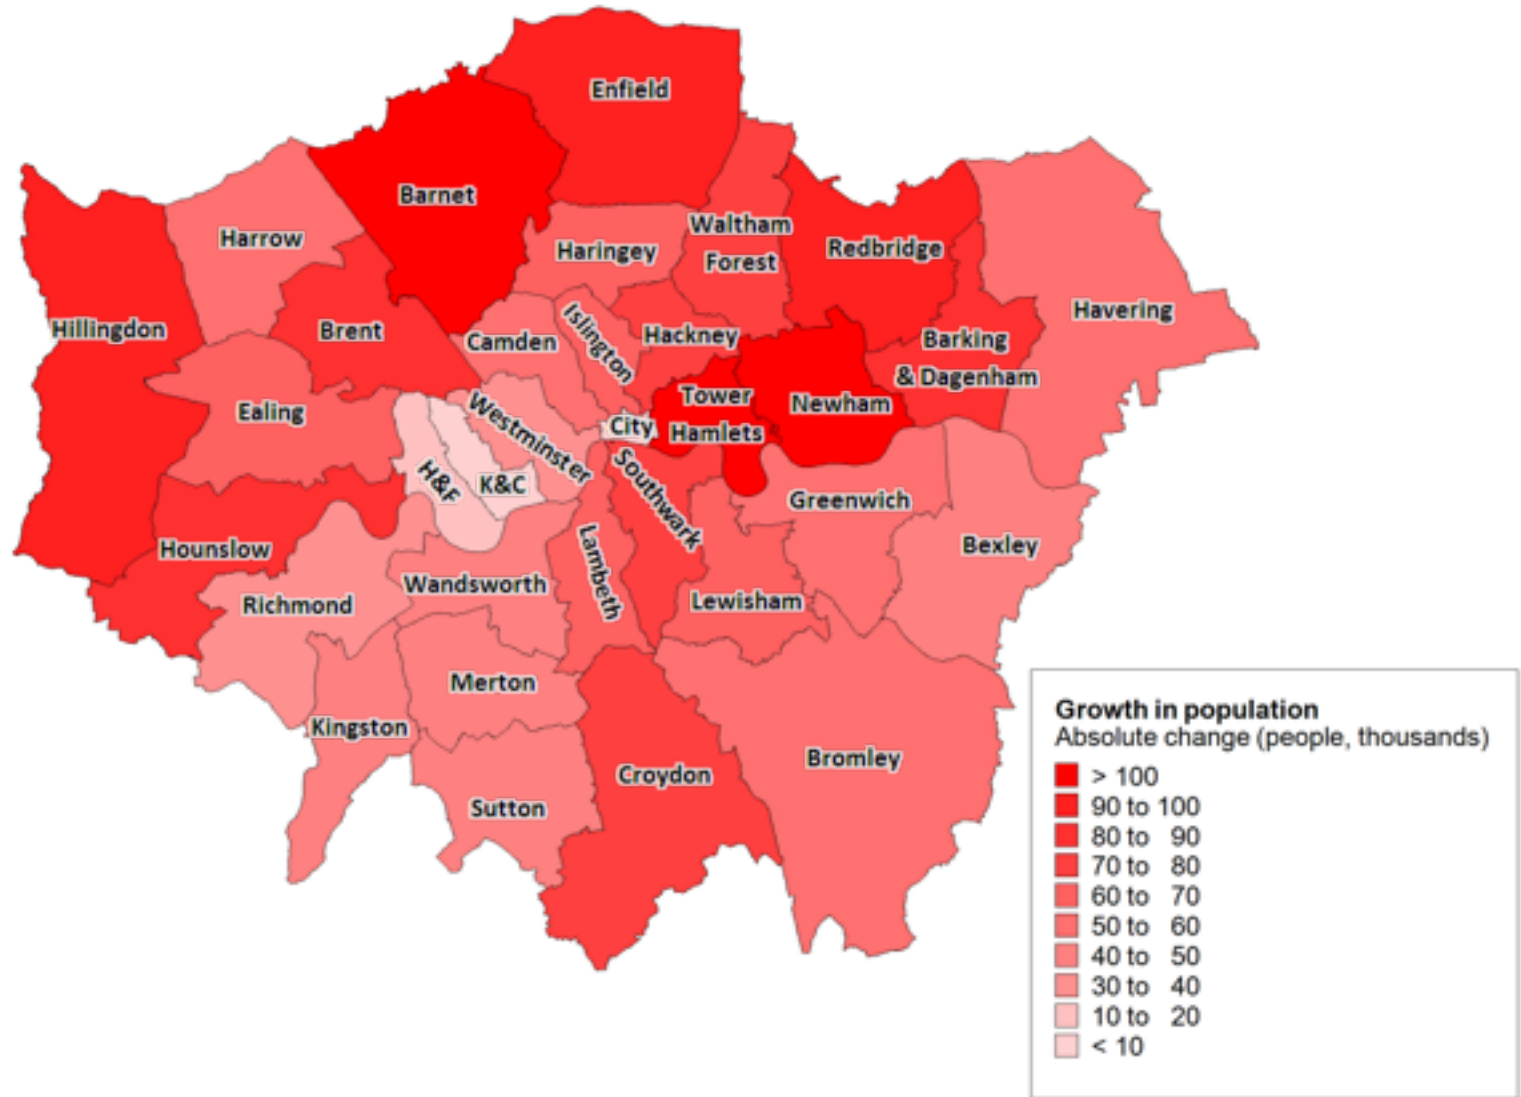 Enfield
Barnet
Waltham
Forest
Harrow
Haringey
Redbridge
Havering
Hillingdon
Brent
Camden
Islington
Hackney
Barking
& Dagenham
Ealing
Westminster
City
Tower
Hamlets
Newham
H&F
K&C
Southwark
Greenwich
Hounslow
Bexley
Richmond
Wandsworth
Lambeth
Lewisham
Merton
Kingston
Sutton
Croydon
Bromley
Growth in population
Absolute change (people, thousands)
> 100
90 to 100
80 to 90
70 to 80
60 to 70
50 to 60
40 to 50
30 to 40
10 to 20
< 10